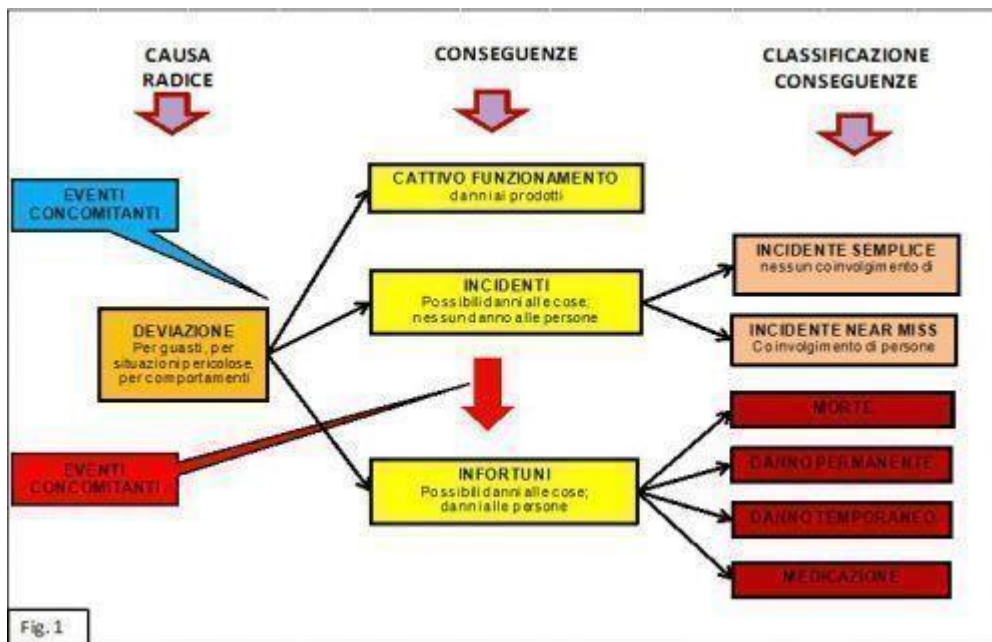 CAUSA
RADICE
CONSEGUENZE
CLASSIFICAZIONE
CONSEGUENZE
EVENTI
CONCOMITANTI
CATTIVO FUNZIONAMENTO
danni ai prodotti
INCIDENTE SEMPLICE
nessun coinvolgimento di
INCIDENTI
Possibili danni alle cose;
nessun danno alle persone
DEVIAZIONE
Per guasti, per
situazioni pericolose,
per comportamenti
INCIDENTE NEAR MISS
Coinvolgimento di persone
MORTE
EVENTI
CONCOMITANTI
INFORTUNI
Possibili danni alle cose;
danni alle persone
DANNO PERMANENTE
DANNO TEMPORANEO
MEDICAZIONE
Fig. 1